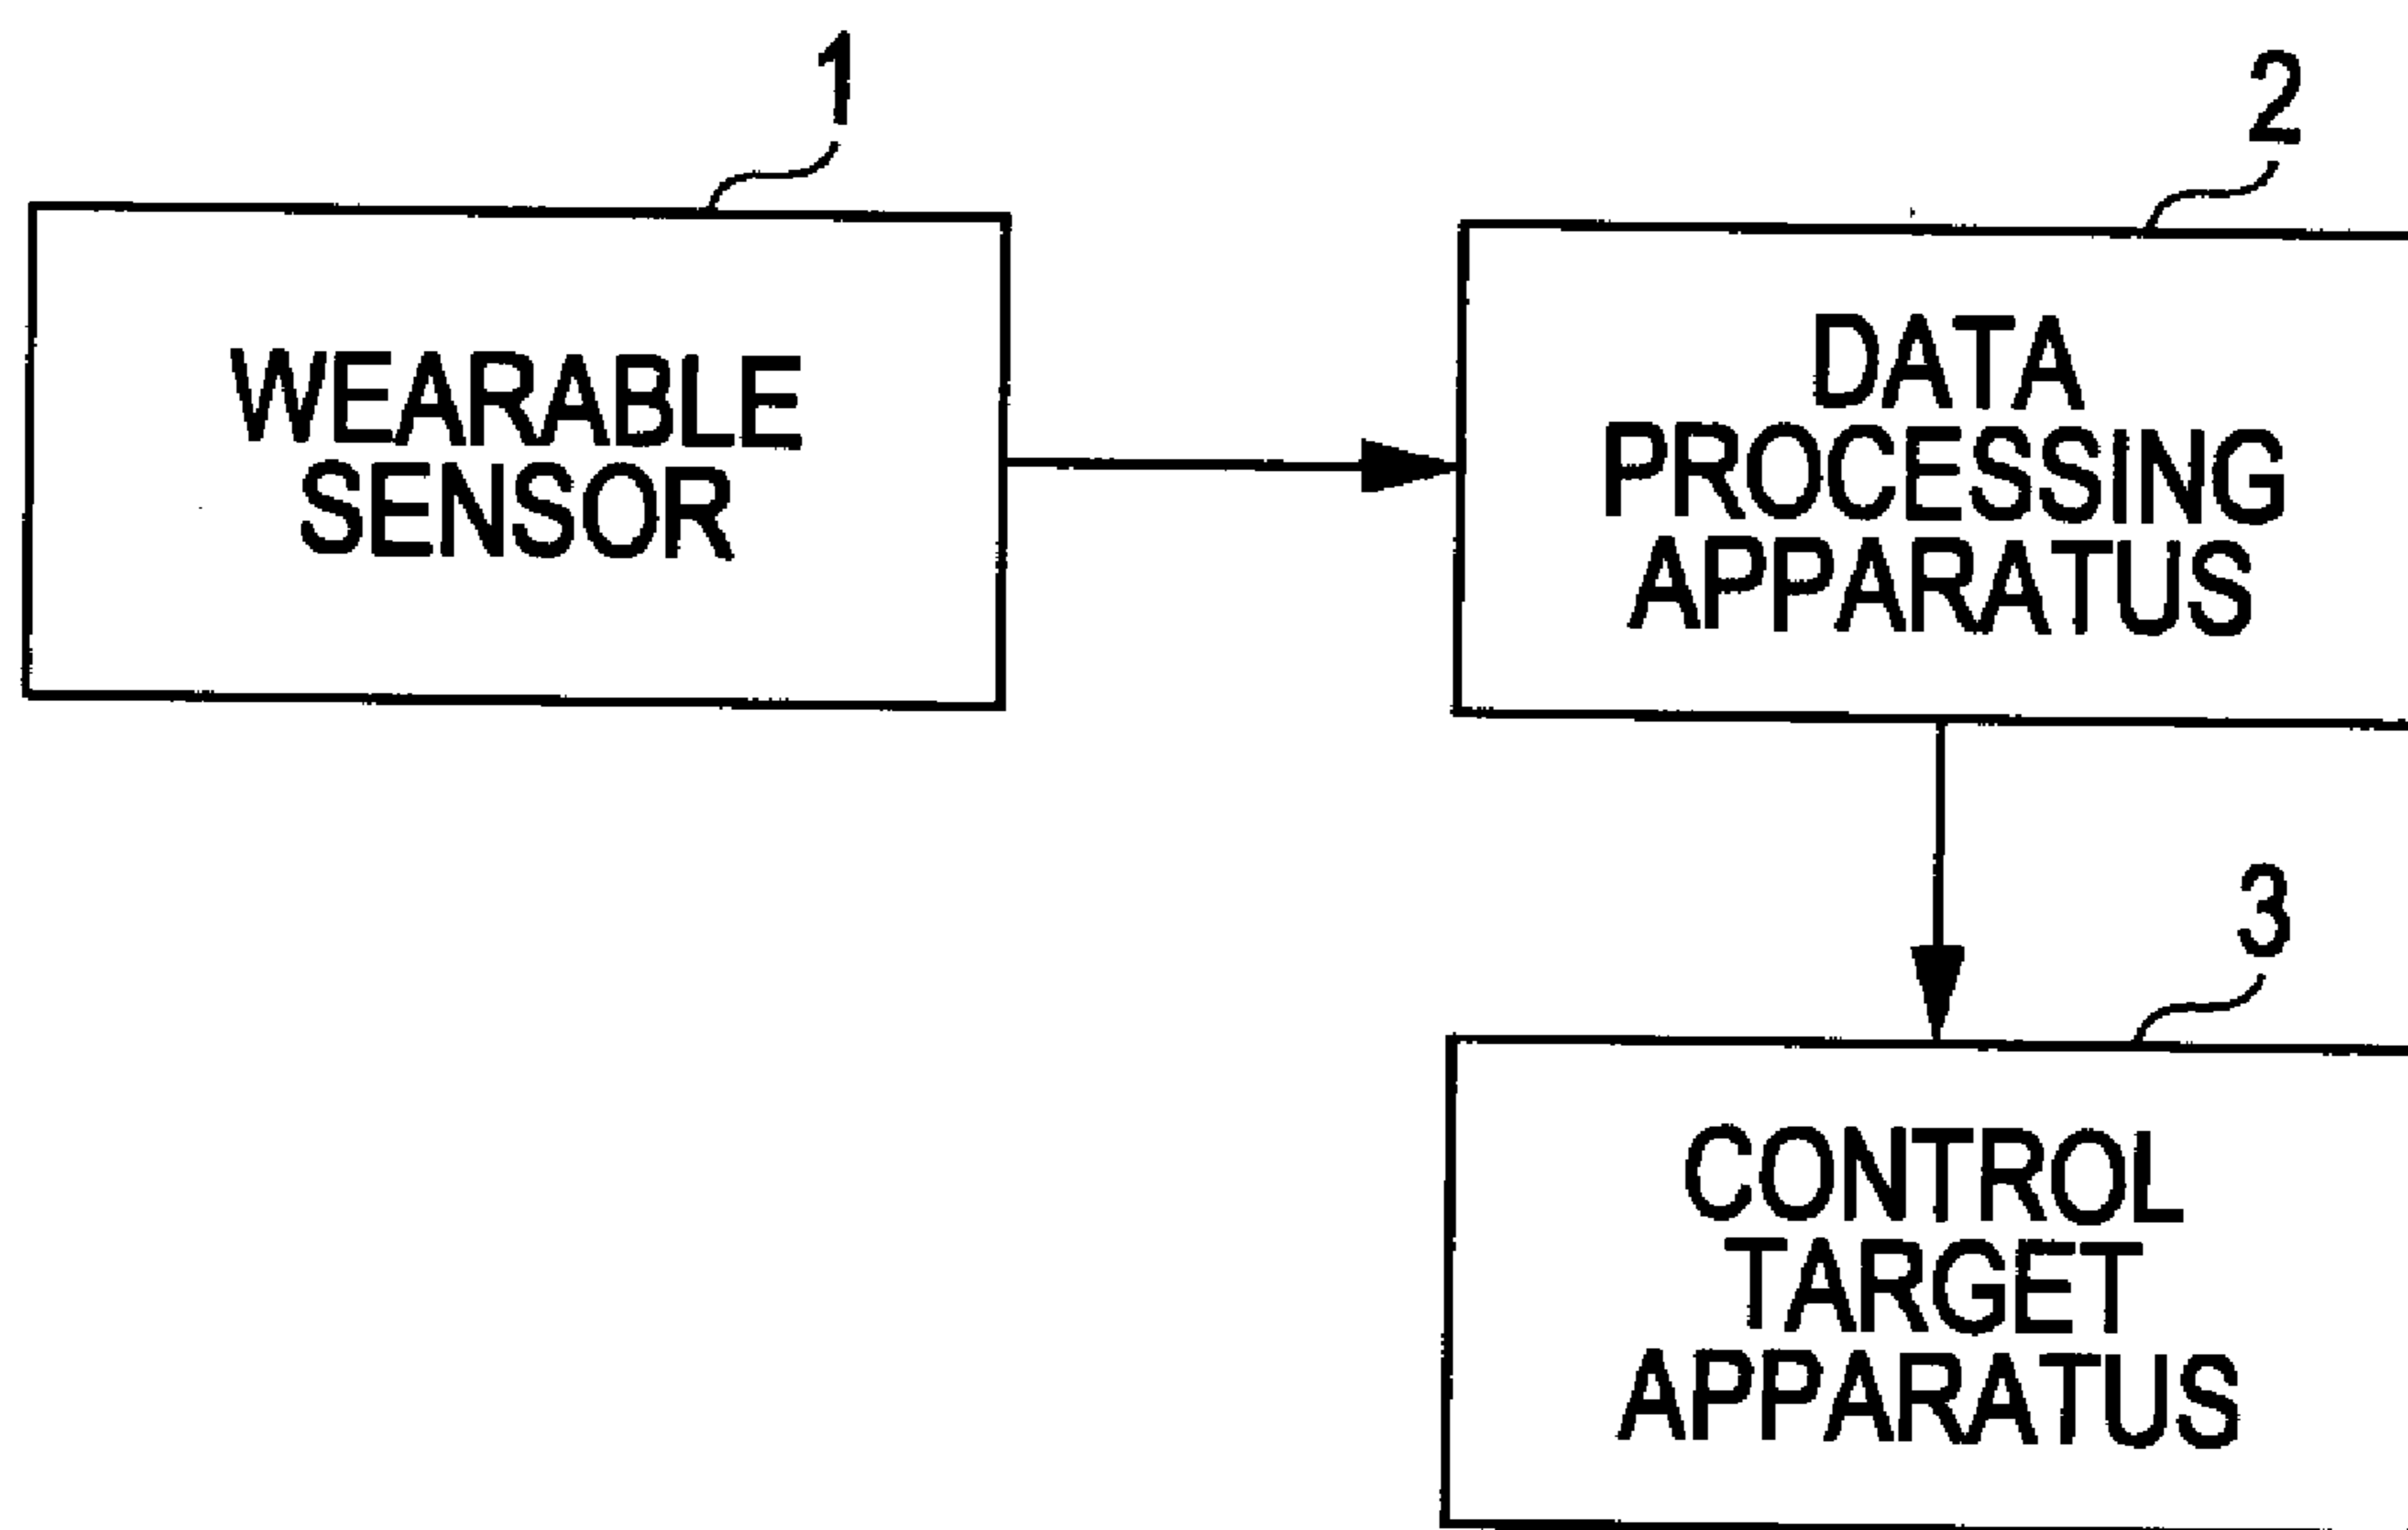 1
WEARABLE
SENSOR
2
DATA
PROCESSING
APPARATUS
3
CONTROL
TARGET
APPARATUS